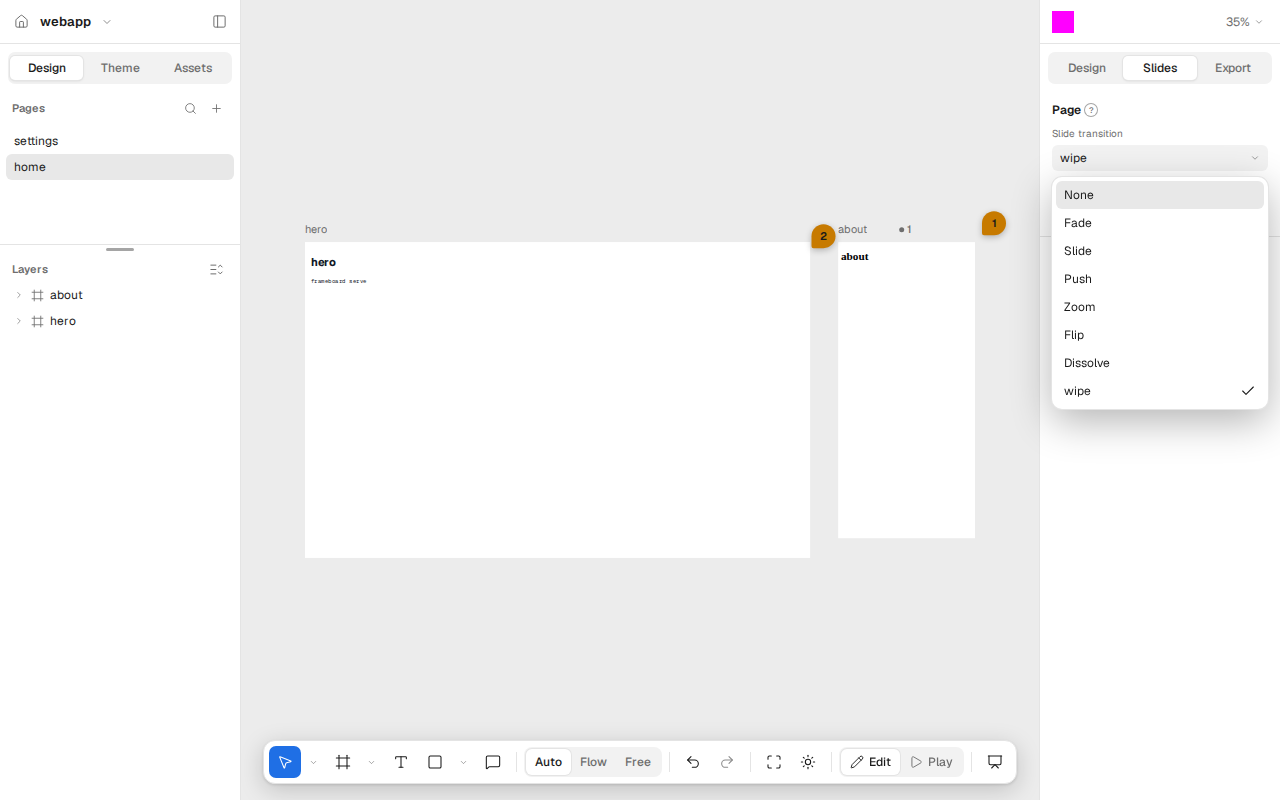 webapp
35%
Design
Theme
Assets
Design
Slides
Export
Pages
Page ?
settings
Slide transition
home
wipe
None
Fade
Slide
Push
Zoom
Flip
Dissolve
wipe
Layers
about
hero
hero
2
about
1
1
hero
frameboard serve
about
Auto
Flow
Free
Edit
Play